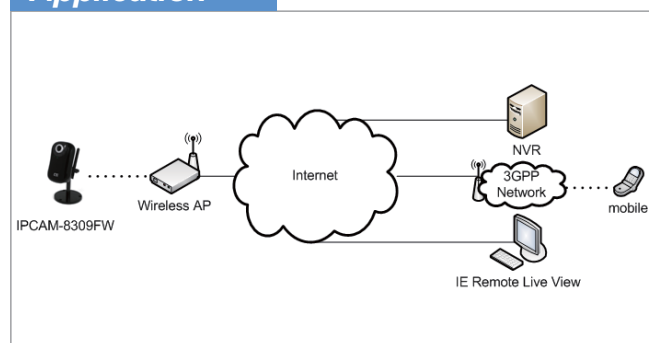 Application
IPCAM-8309FW
Wireless AP
Internet
NVR
3GPP
Network
mobile
IE Remote Live View